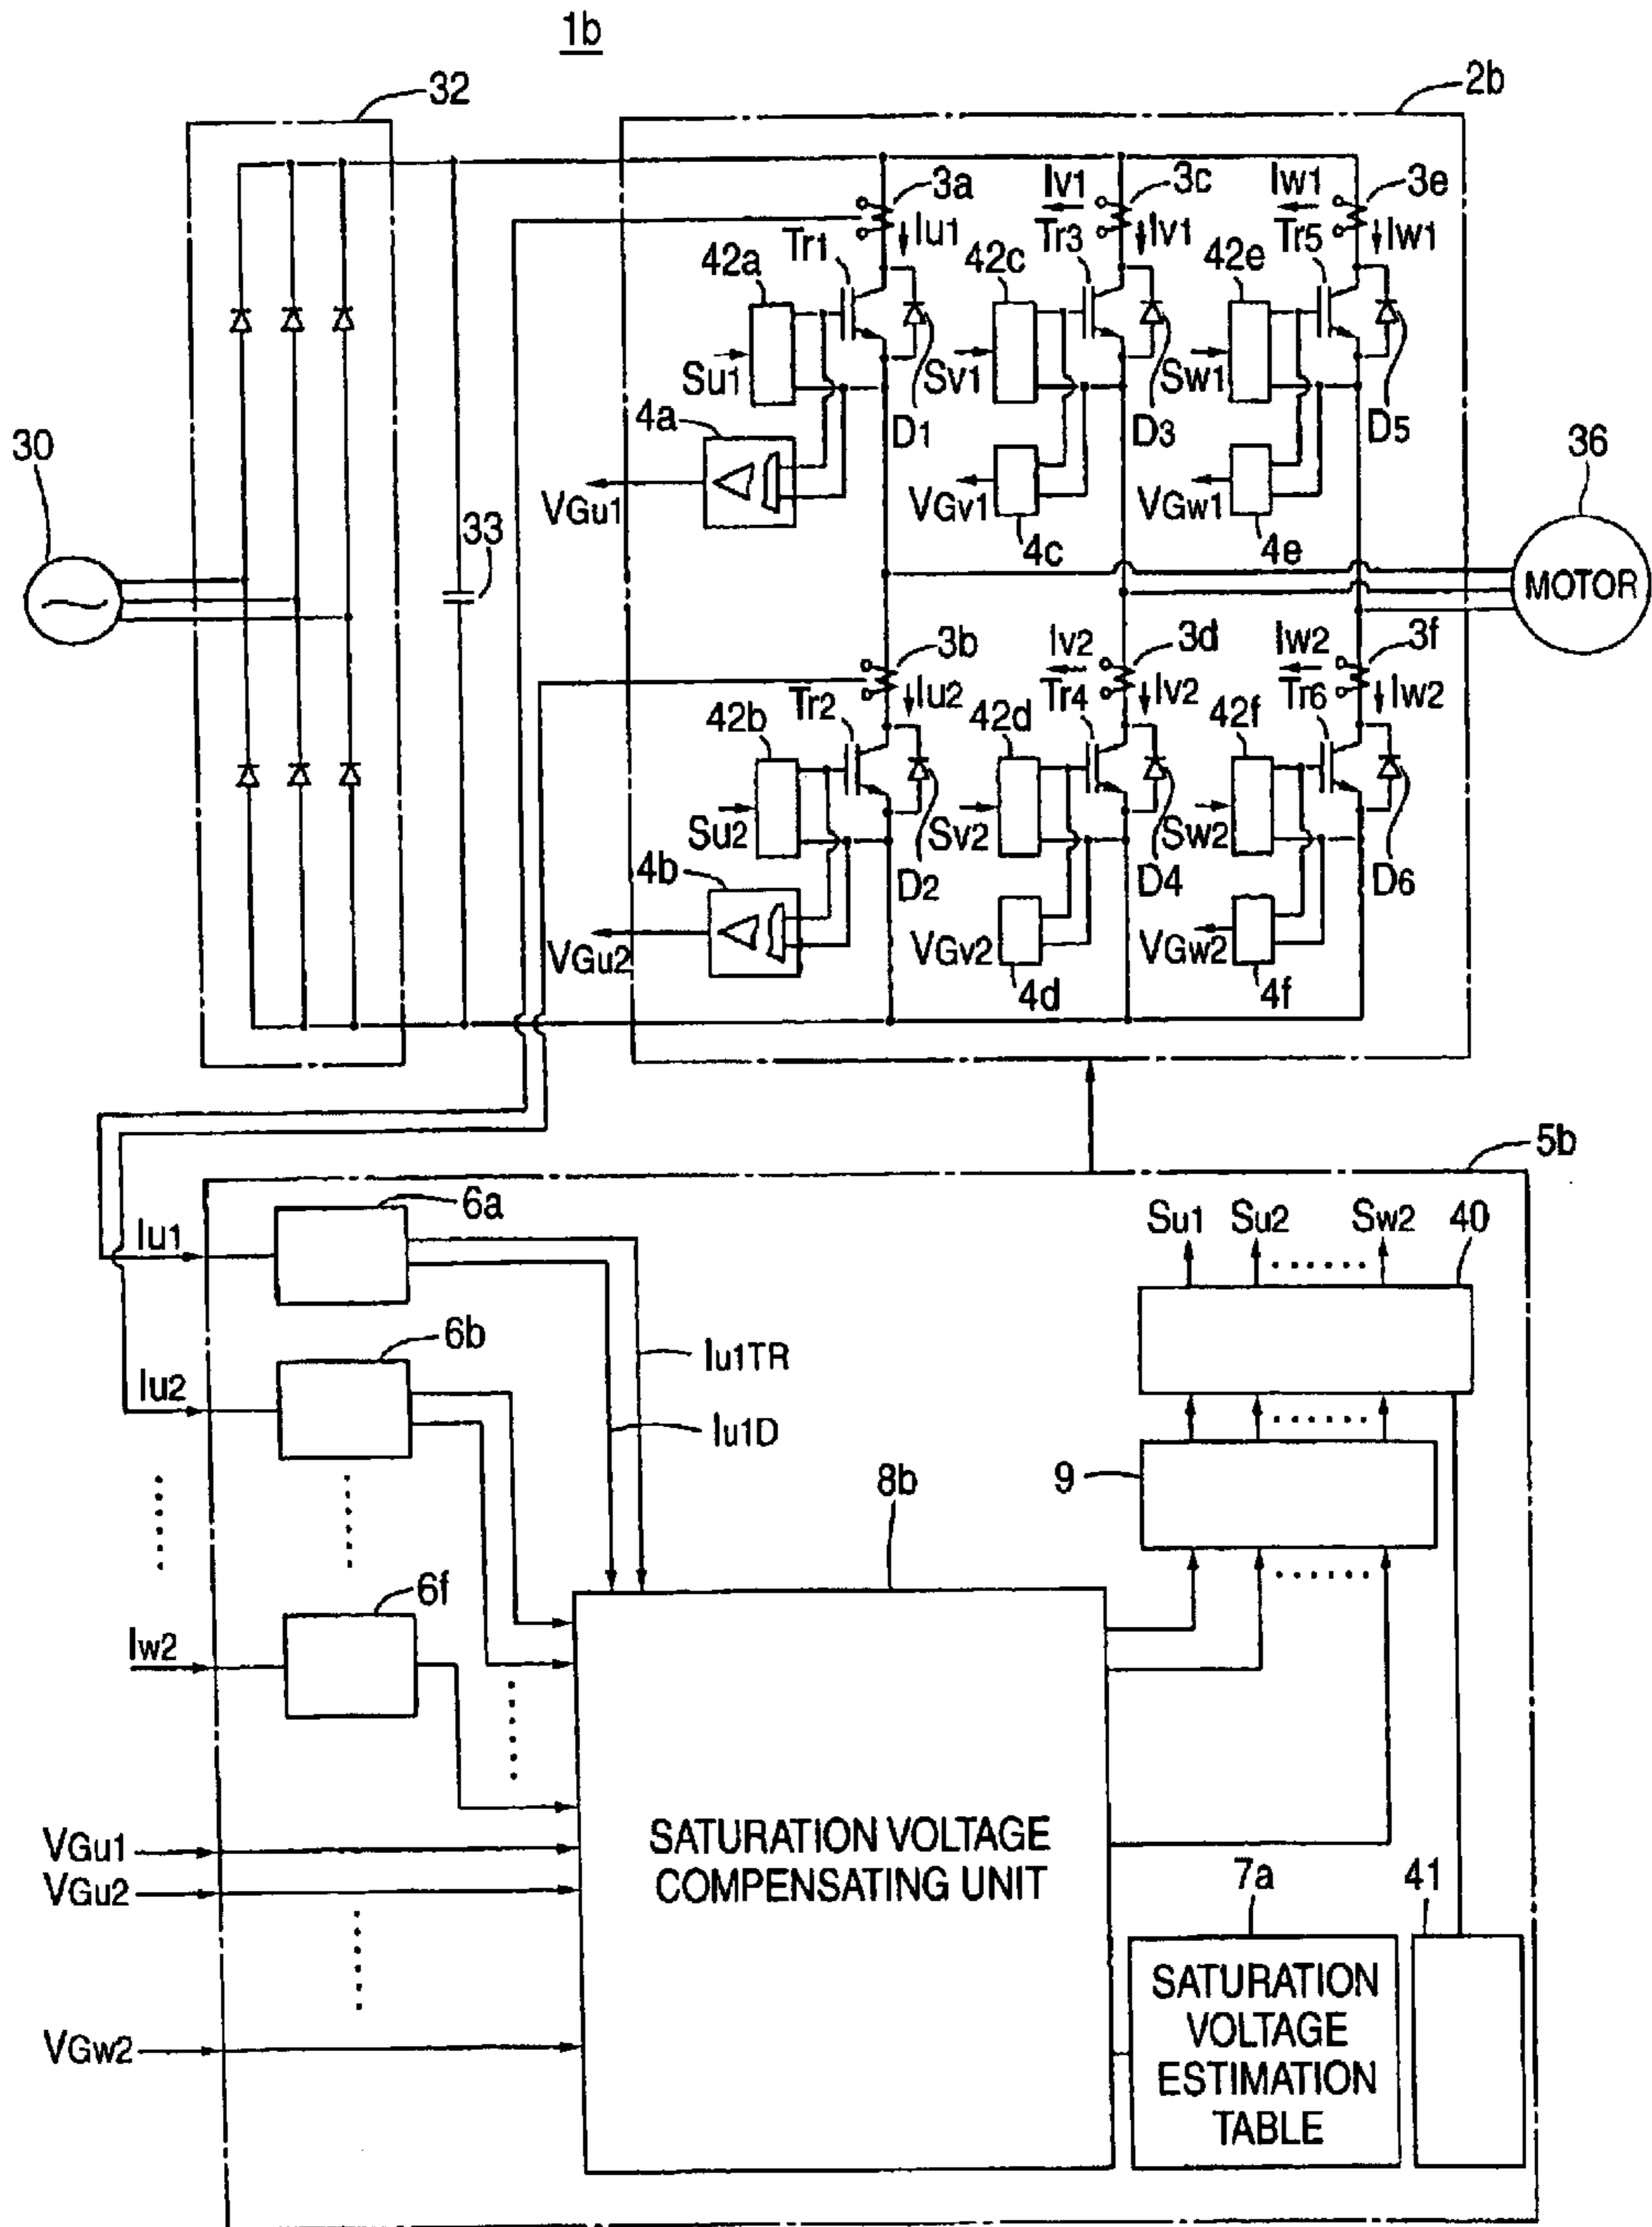 1b
32
2b
3a
Iv1
3c
Iw1
3e
Tr1
Iu1
Tr3
Iv1
Tr5
Iw1
42a
42c
42e
Su1
Sv1
Sw1
4a
D1
D3
D5
30
36
VGu1
33
VGv1
VGw1
4c
4e
MOTOR
3b
Iv2
3d
Iw2
3f
Tr2
Iu2
Tr4
Iv2
Tr6
Iw2
42b
42d
42f
Su2
Sv2
Sw2
4b
D2
D4
D6
VGu2
VGv2
VGw2
4d
4f
5b
6a
Su1 Su2 Sw2 40
Iu1
6b
Iu1TR
Iu2
Iu1D
9
8b
6f
Iw2
VGu1
SATURATION VOLTAGE
COMPENSATING UNIT
VGu2
7a
41
VGw2
SATURATION
VOLTAGE
ESTIMATION
TABLE